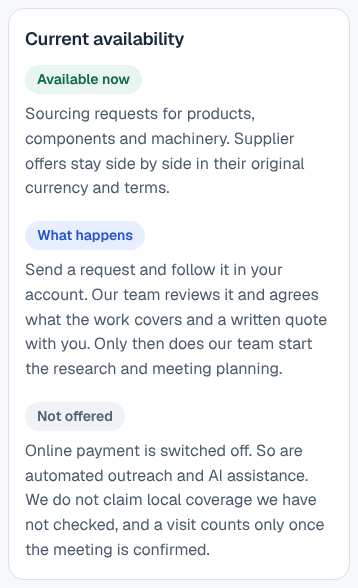 Current availability
Available now
Sourcing requests for products,
components and machinery. Supplier
offers stay side by side in their original
currency and terms.
What happens
Send a request and follow it in your
account. Our team reviews it and agrees
what the work covers and a written quote
with you. Only then does our team start
the research and meeting planning.
Not offered
Online payment is switched off. So are
automated outreach and AI assistance.
We do not claim local coverage we have
not checked, and a visit counts only once
the meeting is confirmed.